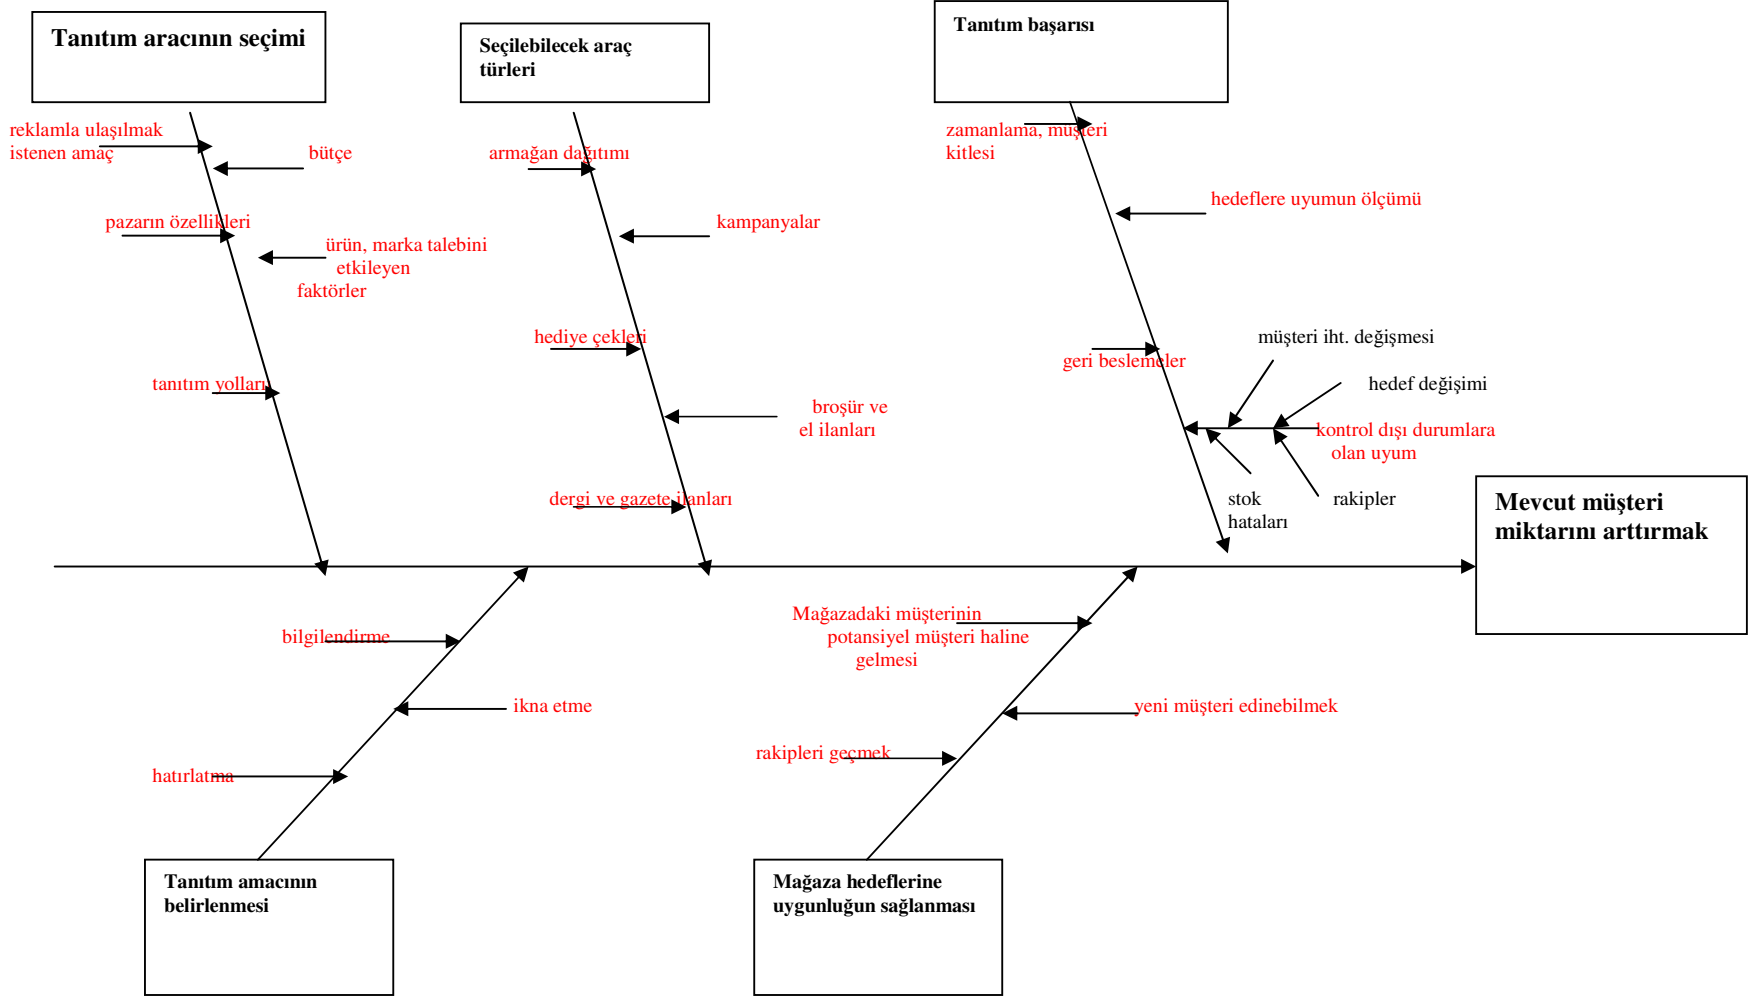 Tanıtım aracının seçimi
Seçilebilecek araç
türleri
Tanıtım başarısı
reklamla ulaşılmak
istenen amaç
bütçe
pazarın özellikleri
ürün, marka talebini
etkileyen
faktörler
tanıtım yolları
armağan dağıtımı
kampanyalar
hediye çekleri
broşür ve
el ilanları
dergi ve gazete ilanları
zamanlama, müşteri
kitlesi
hedeflere uyumun ölçümü
geri beslemeler
müşteri iht. değişmesi
hedef değişimi
kontrol dışı durumlara
olan uyum
stok
hataları
rakipler
Mevcut müşteri
miktarını arttırmak
bilgilendirme
ikna etme
hatırlatma
Mağazadaki müşterinin
potansiyel müşteri haline
gelmesi
yeni müşteri edinebilmek
rakipleri geçmek
Tanıtım amacının
belirlenmesi
Mağaza hedeflerine
uygunluğun sağlanması